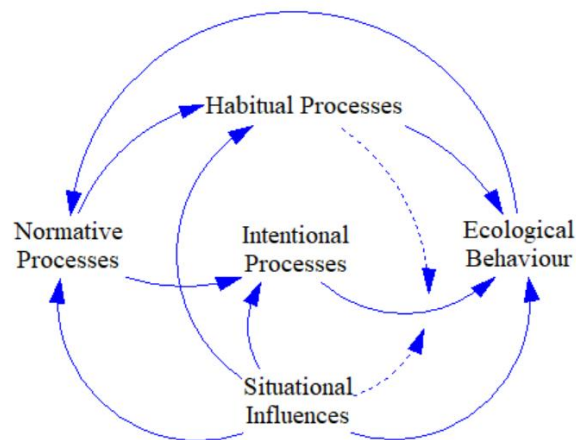 Habitual Processes
Normative
Processes
Intentional
Processes
Ecological
Behaviour
Situational
Influences